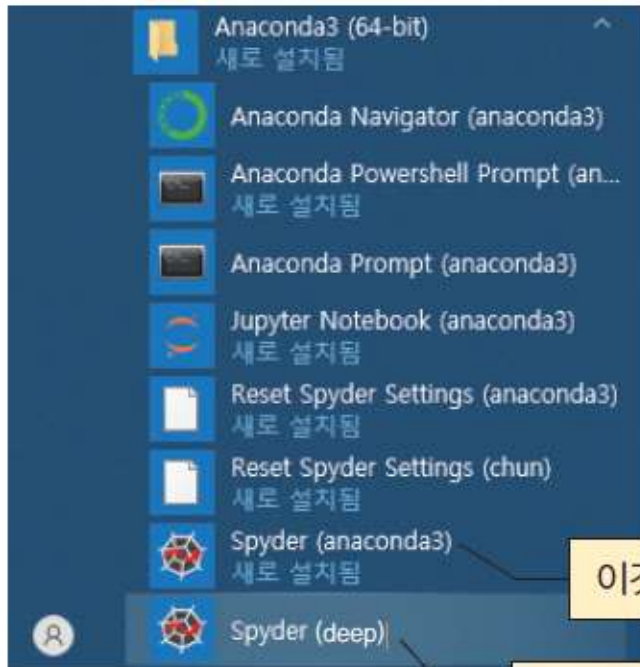 Anaconda3 (64-bit)
새로 설치됨
Anaconda Navigator (anaconda3)
Anaconda Powershell Prompt (an...
새로 설치됨
Anaconda Prompt (anaconda3)
Jupyter Notebook (anaconda3)
새로 설치됨
Reset Spyder Settings (anaconda3)
새로 설치됨
Reset Spyder Settings (chun)
새로 설치됨
Spyder (anaconda3)
새로 설치됨
Spyder (deep)